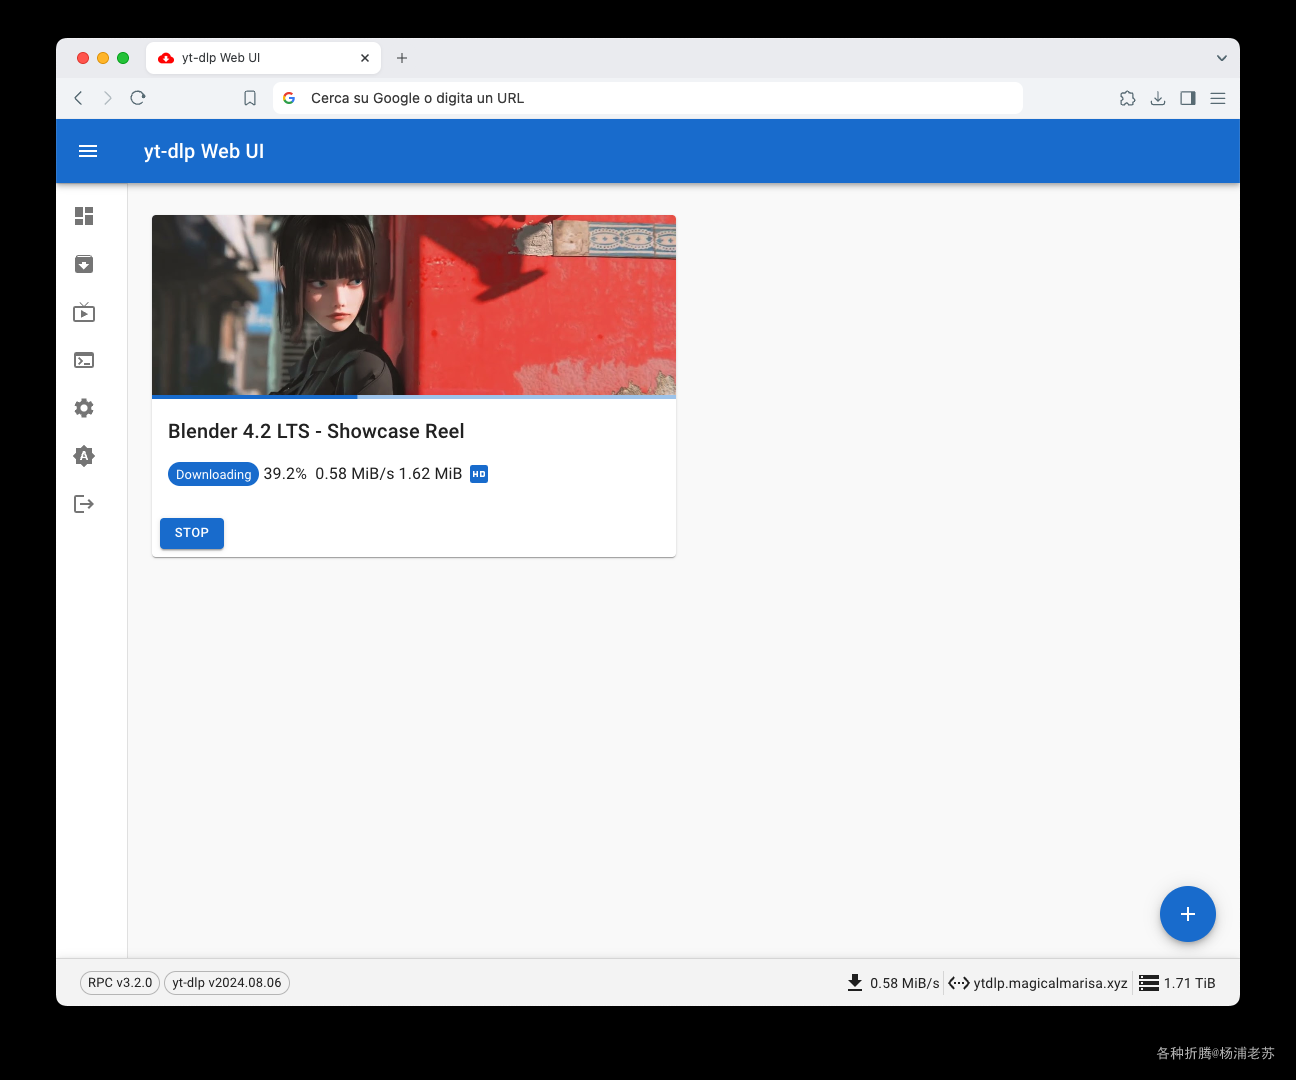 yt-dlp Web UI
Cerca su Google o digita un URL
yt-dlp Web UI
Blender 4.2 LTS - Showcase Reel
Downloading 39.2% 0.58 MiB/s 1.62 MiB HD
STOP
RPC v3.2.0 yt-dlp v2024.08.06 0.58 MiB/s ytdlp.magicalmarisa.xyz 1.71 TiB
各种折腾@杨浦老苏